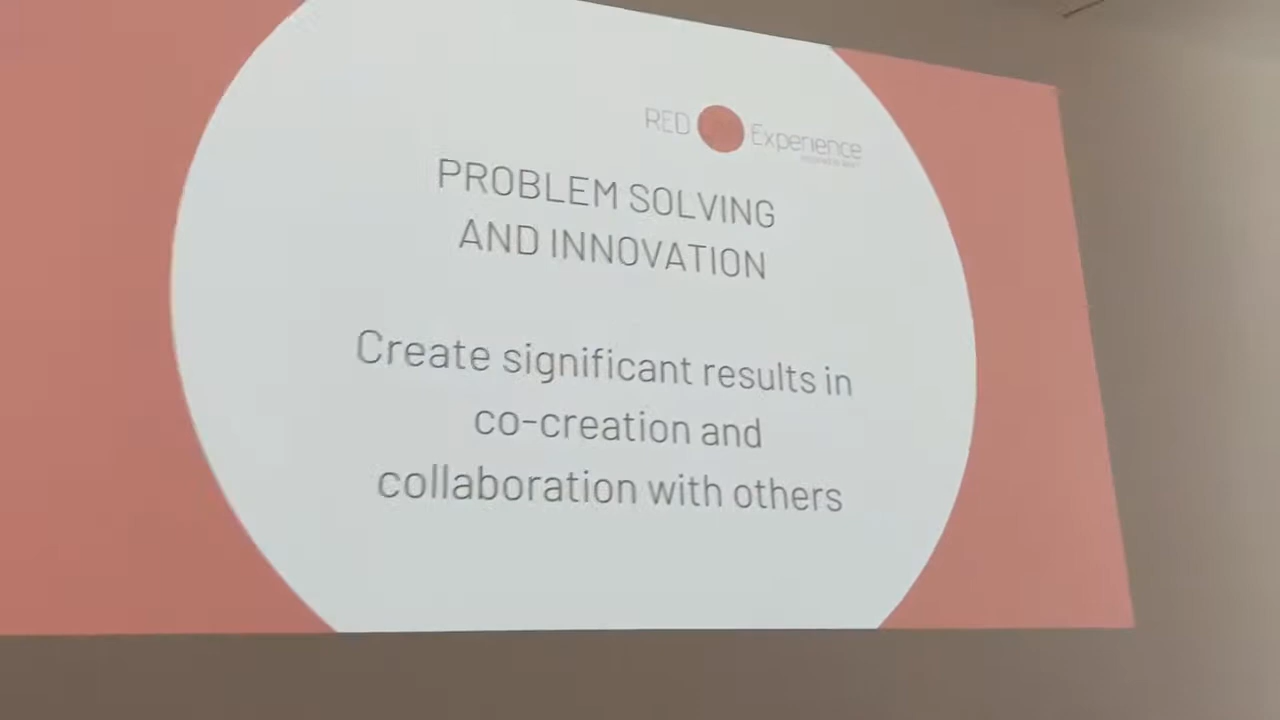 RED Experience
PROBLEM SOLVING
AND INNOVATION
Create significant results in
co-creation and
collaboration with others